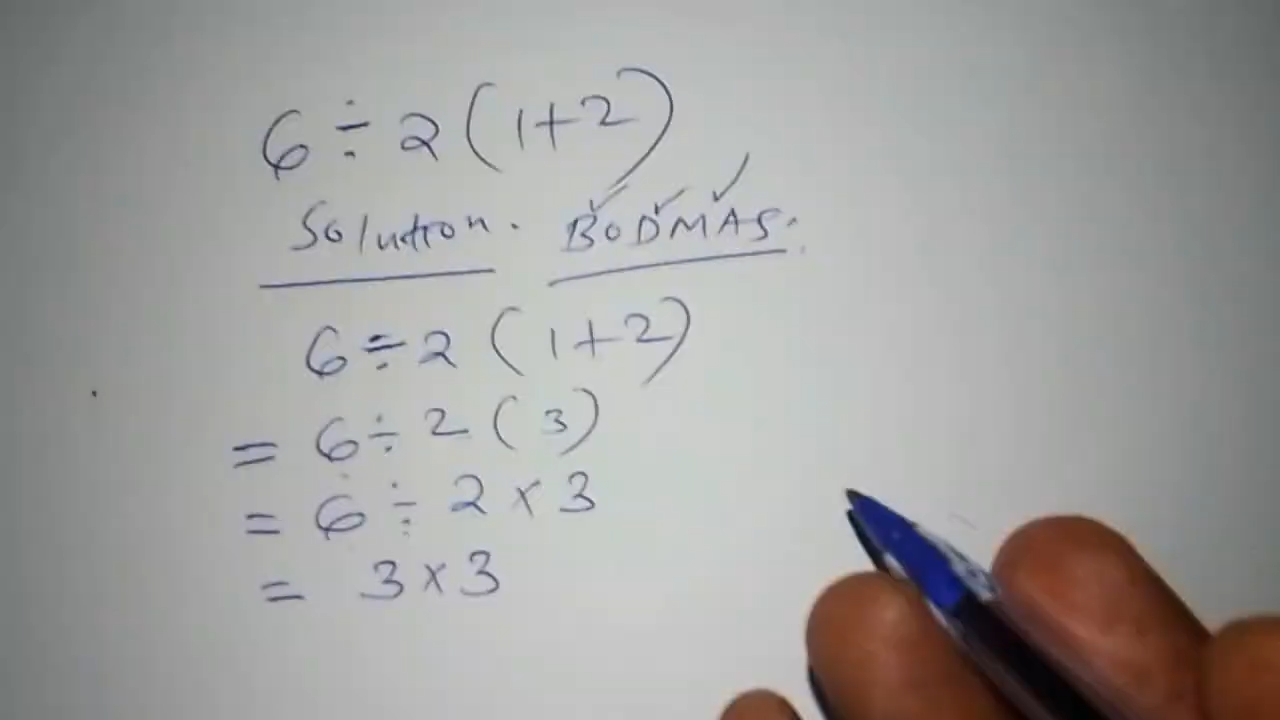 6 ÷ 2 (1+2)
Solution. BODMAS.
6 ÷ 2 (1+2)
= 6 ÷ 2 (3)
= 6 ÷ 2 × 3
= 3 × 3